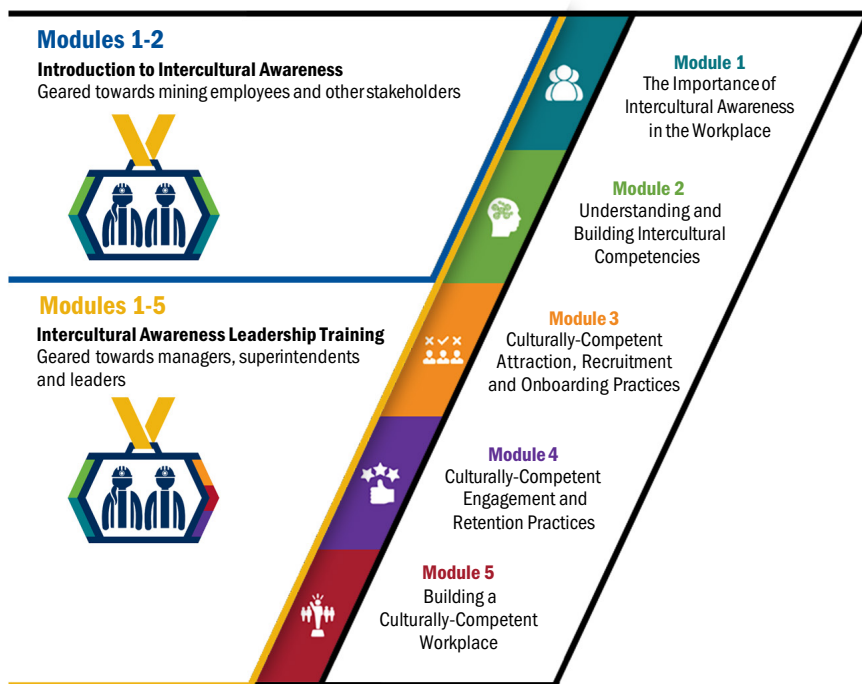 Modules 1-2
Introduction to Intercultural Awareness
Geared towards mining employees and other stakeholders
Modules 1-5
Intercultural Awareness Leadership Training
Geared towards managers, superintendents
and leaders
Module 1
The Importance of
Intercultural Awareness
in the Workplace
Module 2
Understanding and
Building Intercultural
Competencies
Module 3
Culturally-Competent
Attraction, Recruitment
and Onboarding Practices
Module 4
Culturally-Competent
Engagement and
Retention Practices
Module 5
Building a
Culturally-Competent
Workplace